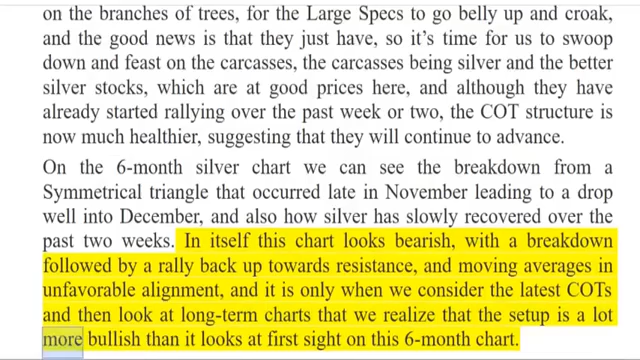 on the branches of trees, for the Large Specs to go belly up and croak,
and the good news is that they just have, so it's time for us to swoop
down and feast on the carcasses, the carcasses being silver and the better
silver stocks, which are at good prices here, and although they have
already started rallying over the past week or two, the COT structure is
now much healthier, suggesting that they will continue to advance.
On the 6-month silver chart we can see the breakdown from a
Symmetrical triangle that occurred late in November leading to a drop
well into December, and also how silver has slowly recovered over the
past two weeks. In itself this chart looks bearish, with a breakdown
followed by a rally back up towards resistance, and moving averages in
unfavorable alignment, and it is only when we consider the latest COTs
and then look at long-term charts that we realize that the setup is a lot
more bullish than it looks at first sight on this 6-month chart.